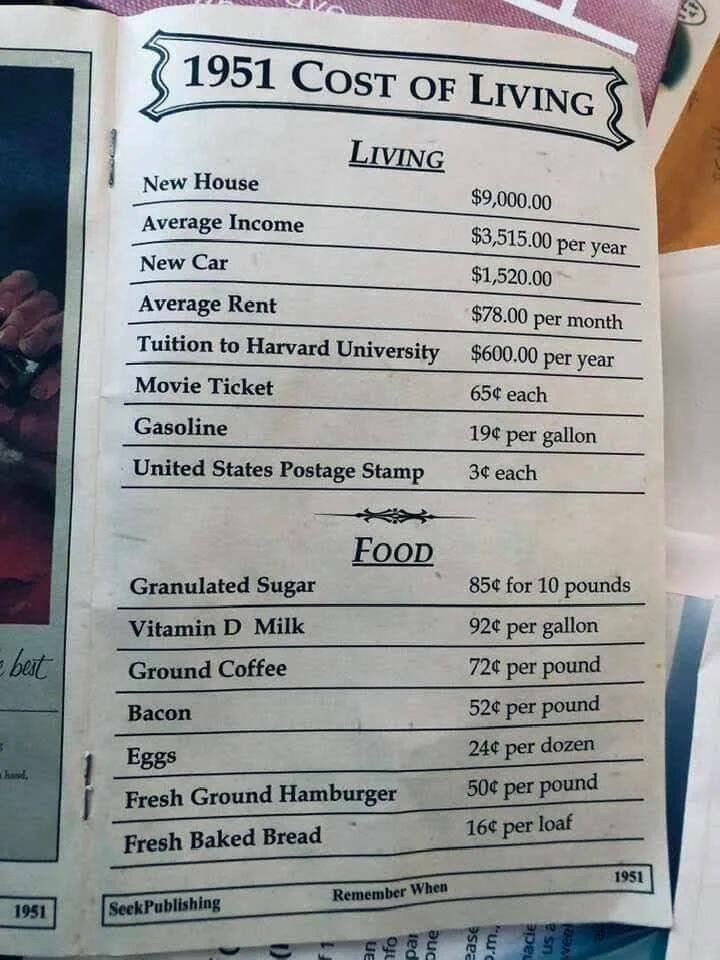 1951 COST OF LIVING
LIVING
New House $9,000.00
Average Income $3,515.00 per year
New Car $1,520.00
Average Rent $78.00 per month
Tuition to Harvard University $600.00 per year
Movie Ticket 65¢ each
Gasoline 19¢ per gallon
United States Postage Stamp 3¢ each
FOOD
Granulated Sugar 85¢ for 10 pounds
Vitamin D Milk 92¢ per gallon
Ground Coffee 72¢ per pound
Bacon 52¢ per pound
Eggs 24¢ per dozen
Fresh Ground Hamburger 50¢ per pound
Fresh Baked Bread 16¢ per loaf
SeekPublishing Remember When 1951
best
hand.
1951